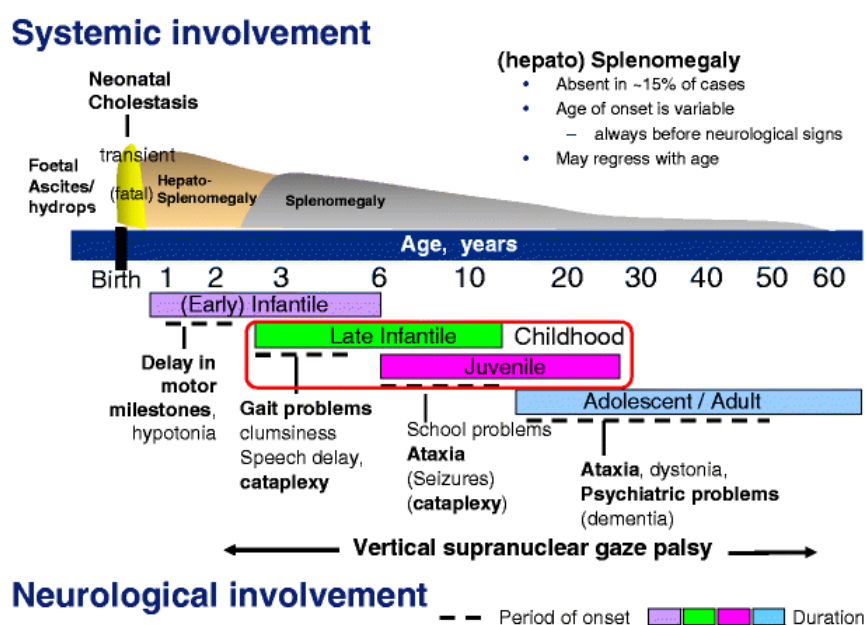 Systemic involvement
(hepato) Splenomegaly
• Absent in ~15% of cases
• Age of onset is variable
– always before neurological signs
• May regress with age
Neonatal
Cholestasis
transient
(fatal)
Foetal
Ascites/
hydrops
Hepato-
Splenomegaly
Splenomegaly
Age, years
Birth 1 2 3 6 10 20 30 40 50 60
(Early) Infantile
Late Infantile
Childhood
Juvenile
Adolescent / Adult
Delay in
motor
milestones,
hypotonia
Gait problems
clumsiness
Speech delay,
cataplexy
School problems
Ataxia
(Seizures)
(cataplexy)
Ataxia, dystonia,
Psychiatric problems
(dementia)
Vertical supranuclear gaze palsy
Neurological involvement
Period of onset
Duration